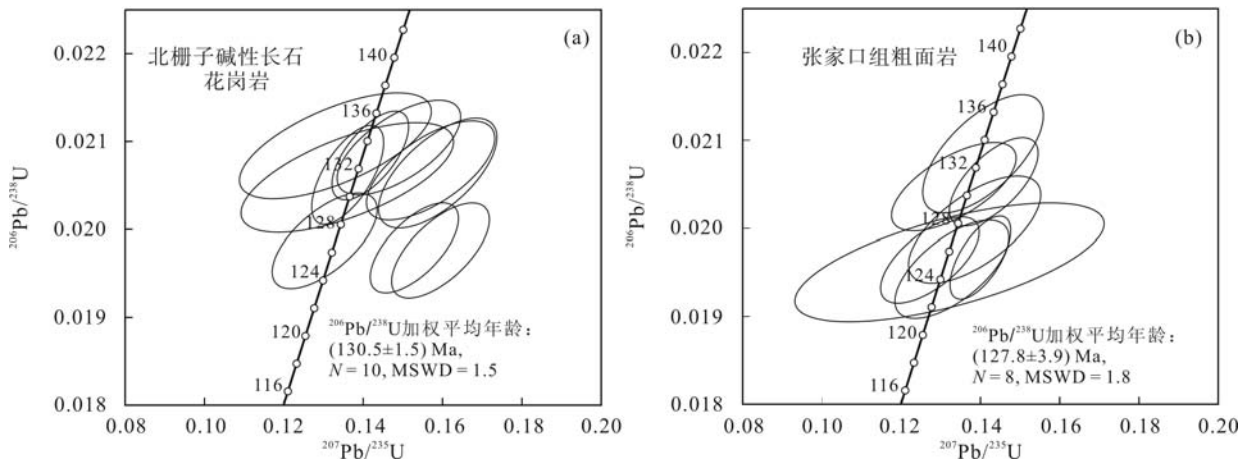 (a)
北栅子碱性长石
花岗岩
0.022
0.021
0.020
0.019
0.018
²⁰⁶Pb/²³⁸U
140
136
132
128
124
120
116
²⁰⁶Pb/²³⁸U加权平均年龄：
(130.5±1.5) Ma,
N = 10, MSWD = 1.5
0.08 0.10 0.12 0.14 0.16 0.18 0.20
²⁰⁷Pb/²³⁵U
(b)
张家口组粗面岩
0.022
0.021
0.020
0.019
0.018
²⁰⁶Pb/²³⁸U
140
136
132
128
124
120
116
²⁰⁶Pb/²³⁸U加权平均年龄：
(127.8±3.9) Ma,
N = 8, MSWD = 1.8
0.08 0.10 0.12 0.14 0.16 0.18 0.20
²⁰⁷Pb/²³⁵U